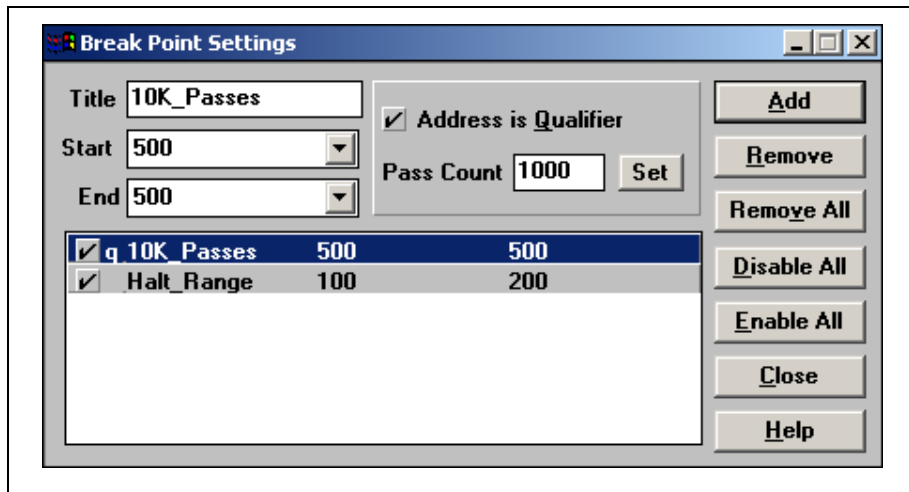 Break Point Settings
Title 10K_Passes
Start 500
End 500
Address is Qualifier
Pass Count 1000 Set
q 10K_Passes 500 500
_Halt_Range 100 200
Add
Remove
Remove All
Disable All
Enable All
Close
Help